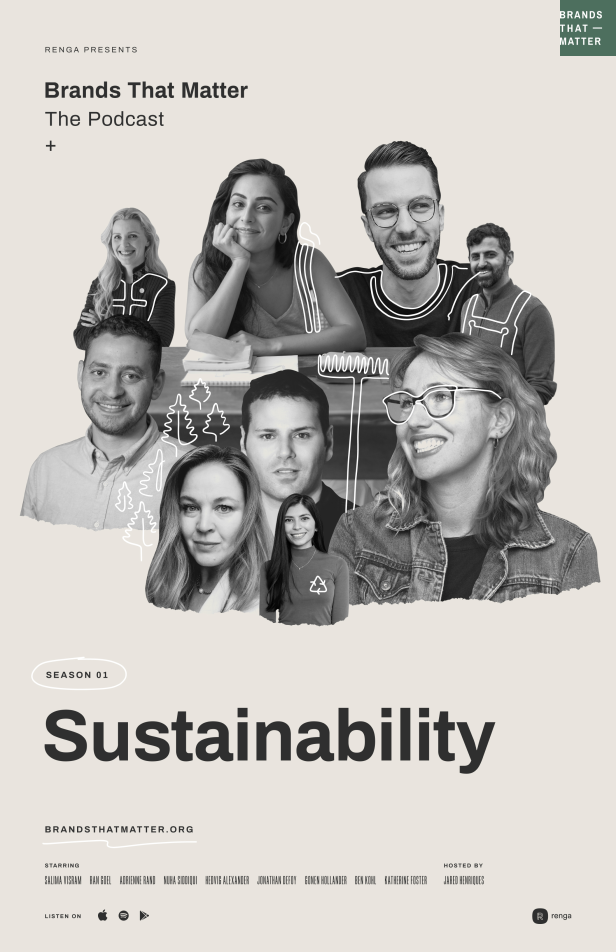 BRANDS
THAT —
MATTER
RENGA PRESENTS
Brands That Matter
The Podcast
+
SEASON 01
Sustainability
BRANDSTHATMATTER.ORG
STARRING
SALIMA VISRAM RAN GOEL ADRIENNE RAND NUHA SIDDIQUI HEDVIG ALEXANDER JONATHAN DEFOY GONEN HOLLANDER BEN KOHL KATHERINE FOSTER
HOSTED BY
JARED HENRIQUES
LISTEN ON
renga